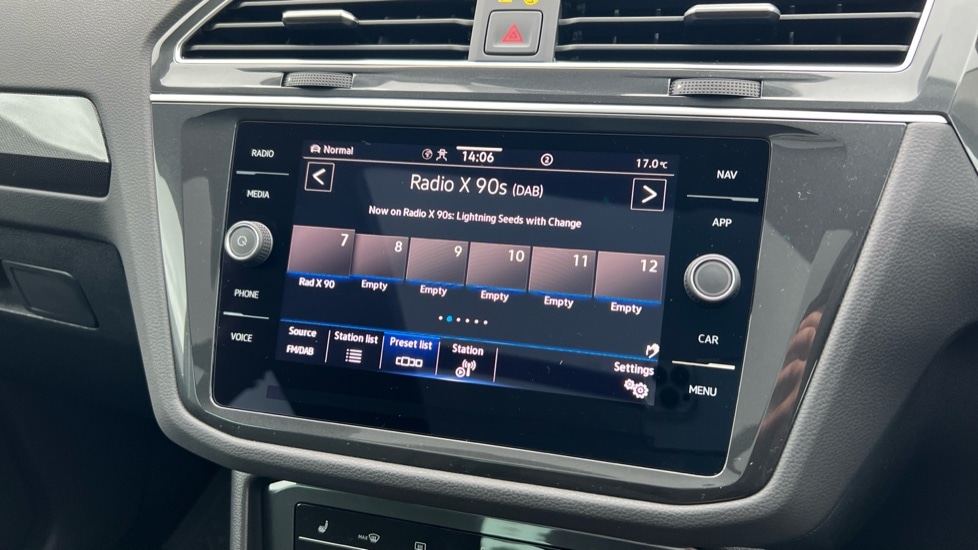 RADIO
MEDIA
PHONE
VOICE
Normal
14:06
2
17.0°C
<
Radio X 90s (DAB)
>
Now on Radio X 90s: Lightning Seeds with Change
7 8 9 10 11 12
Rad X 90 Empty Empty Empty Empty Empty
Source Station list Preset list Station Settings
FM/DAB
NAV
APP
CAR
MENU
MAX